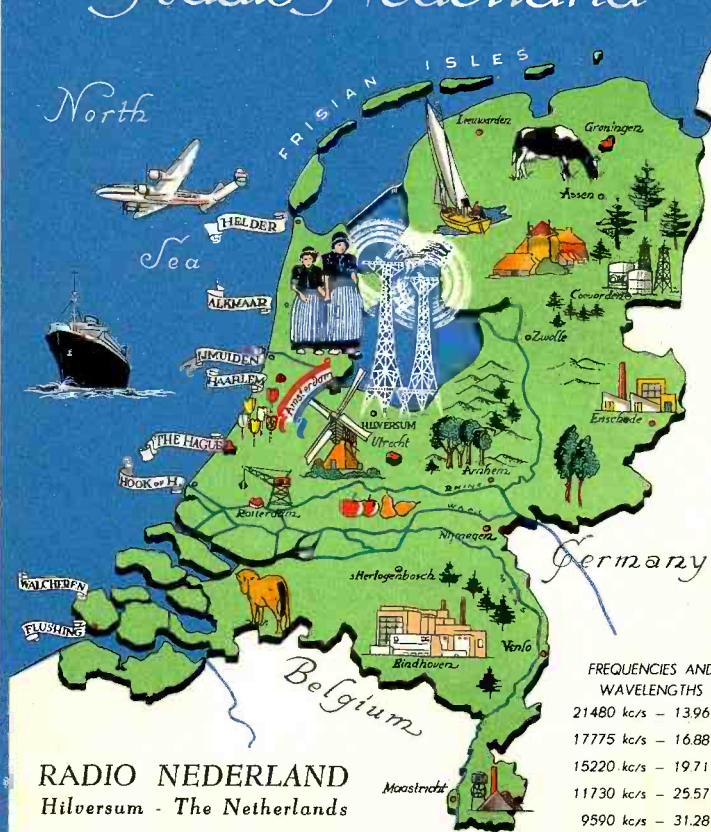 Radio Nederland
FRISIAN ISLES
North
Sea
Leeuwarden
Groningen
Assen
HELDER
ALKMAAR
Coevorden
Zwolle
IJMUIDEN
HAARLEM
Amsterdam
HILVERSUM
Utrecht
Enschede
THE HAGUE
HOOK OF H.
Arnhem
RHINE
WAAL
Rotterdam
Nijmegen
Germany
sHertogenbosch
WALCHEREN
FLUSHING
Eindhoven
Venlo
Belgium
Maastricht
FREQUENCIES AND
WAVELENGTHS
21480 kc/s – 13.96
17775 kc/s – 16.88
15220 kc/s – 19.71
11730 kc/s – 25.57
9590 kc/s – 31.28
RADIO NEDERLAND
Hilversum - The Netherlands